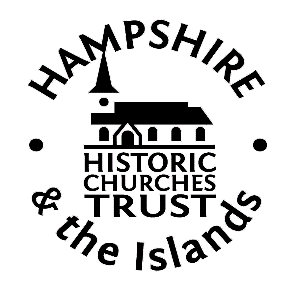 HAMPSHIRE
HISTORIC
CHURCHES
TRUST
& the Islands